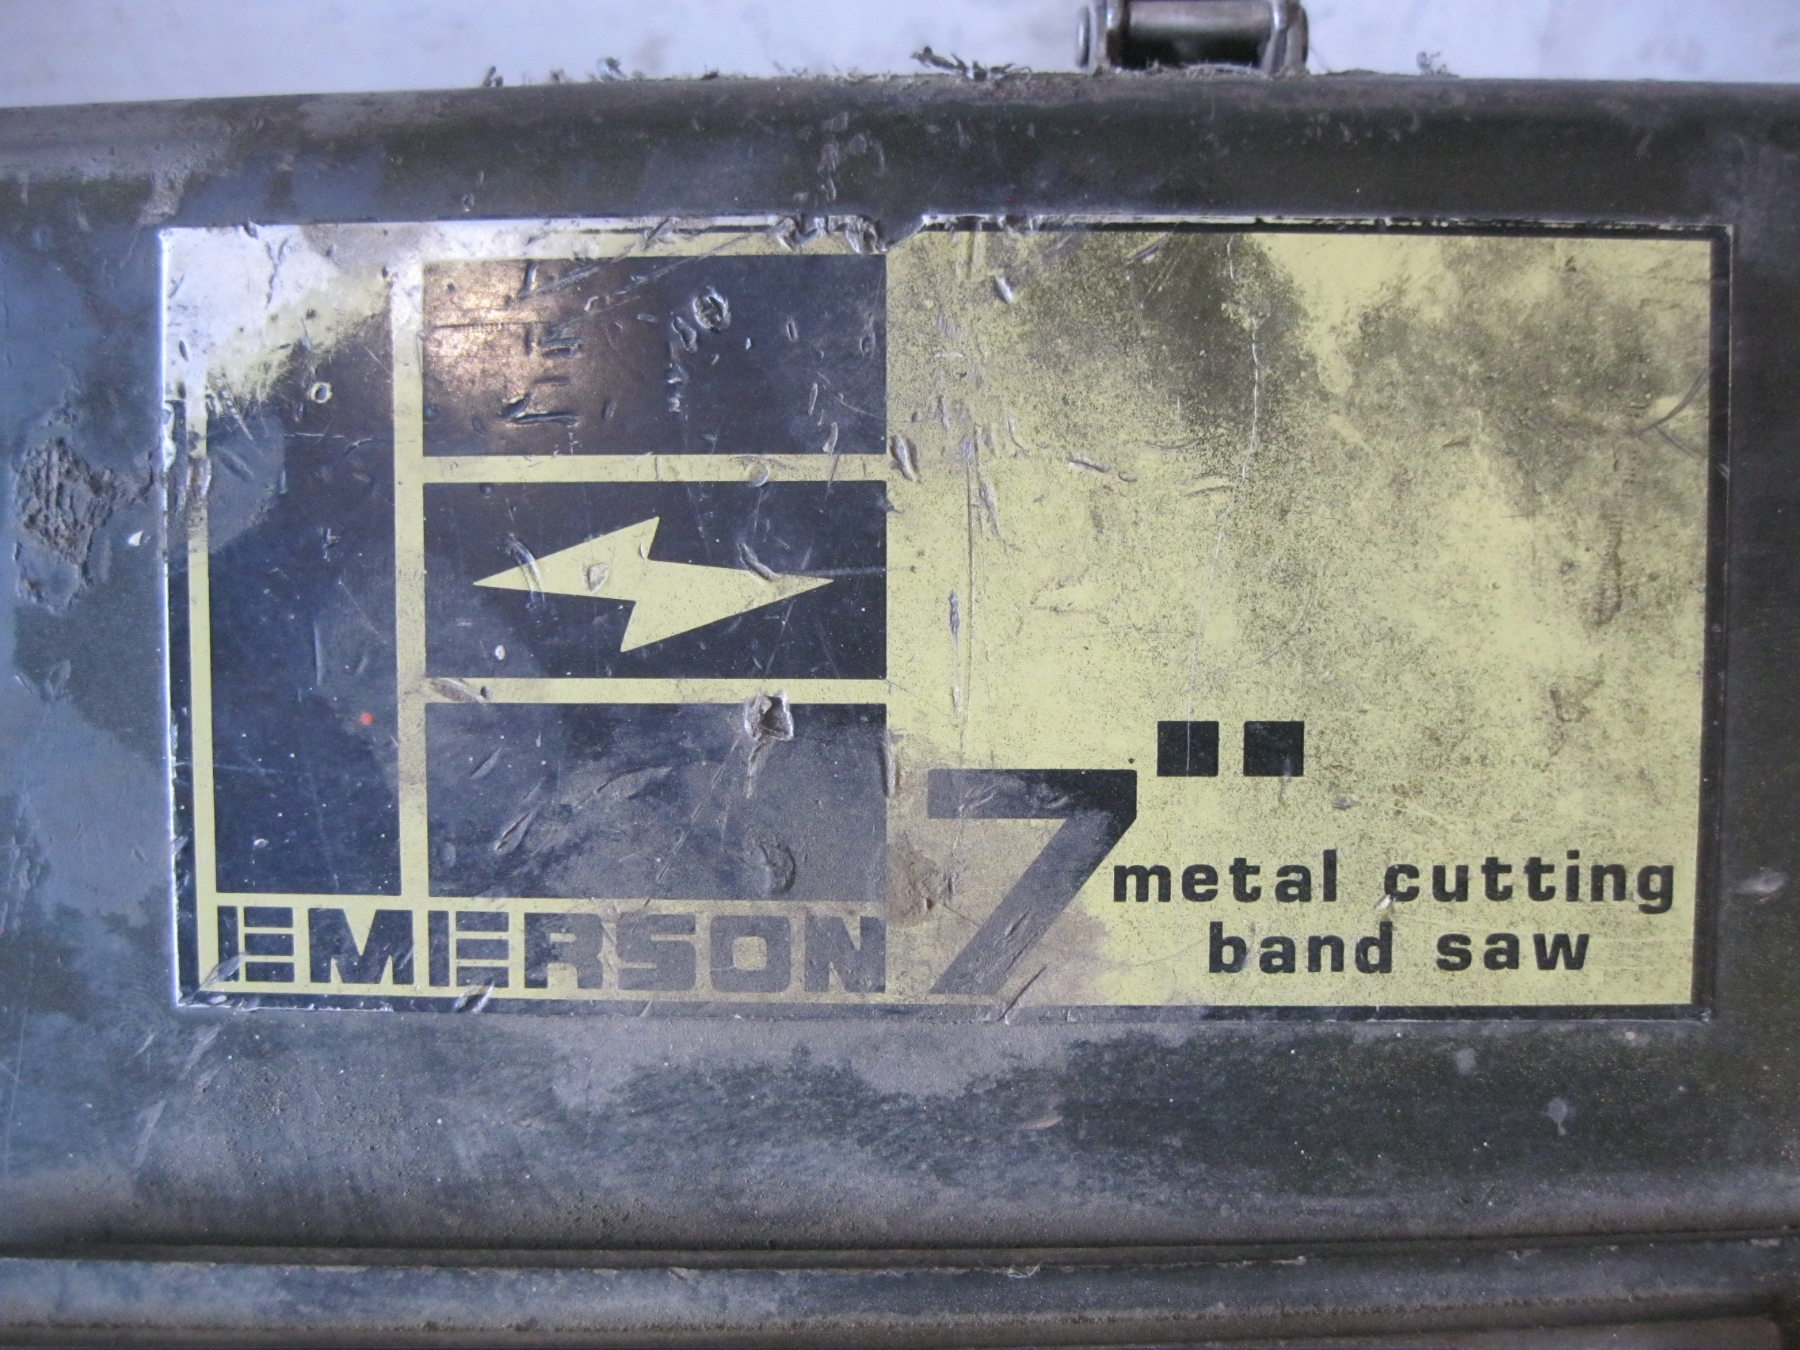 EMERSON
7"
metal cutting
band saw